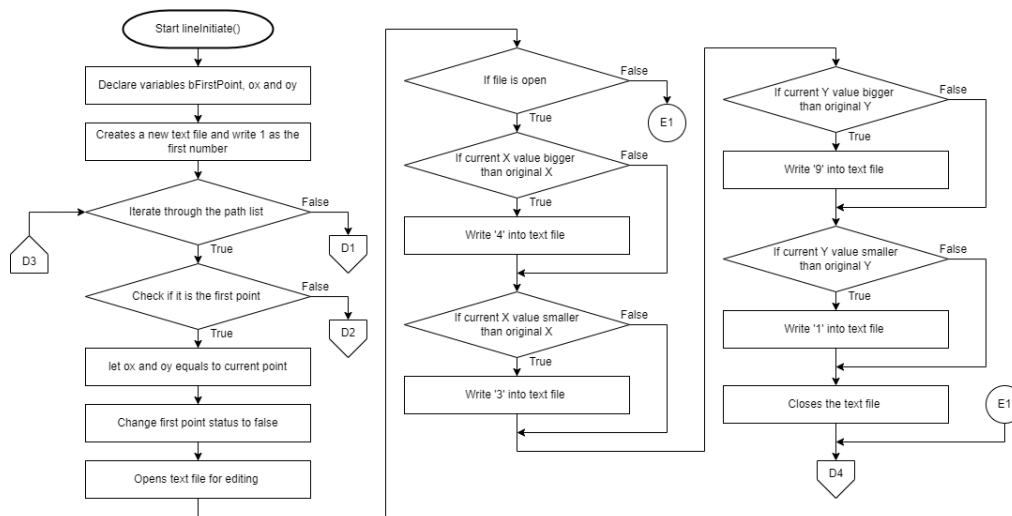 Start lineInitiate()
Declare variables bFirstPoint, ox and oy
Creates a new text file and write 1 as the
first number
Iterate through the path list
False
D3
D1
True
Check if it is the first point
False
D2
True
let ox and oy equals to current point
Change first point status to false
Opens text file for editing
If file is open
False
E1
True
If current X value bigger
than original X
False
True
Write '4' into text file
If current X value smaller
than original X
False
True
Write '3' into text file
If current Y value bigger
than original Y
False
True
Write '9' into text file
If current Y value smaller
than original Y
False
True
Write '1' into text file
Closes the text file
E1
D4